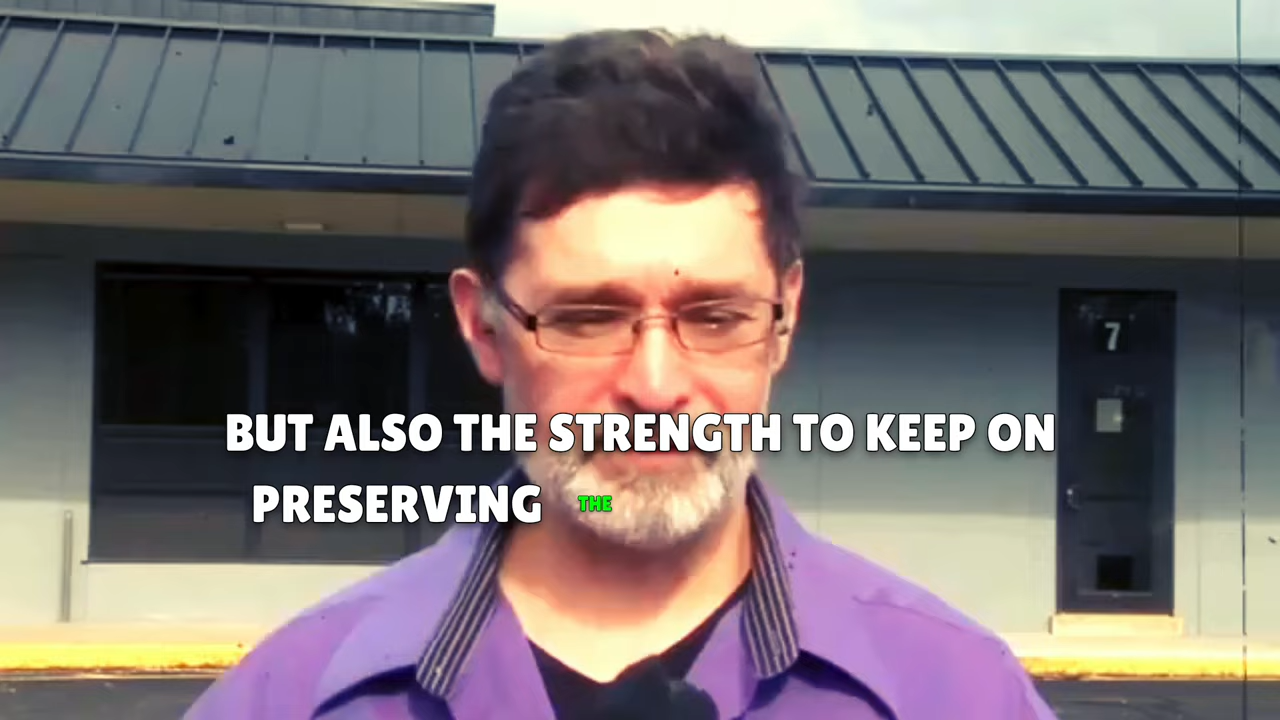 7
BUT ALSO THE STRENGTH TO KEEP ON
PRESERVING THE